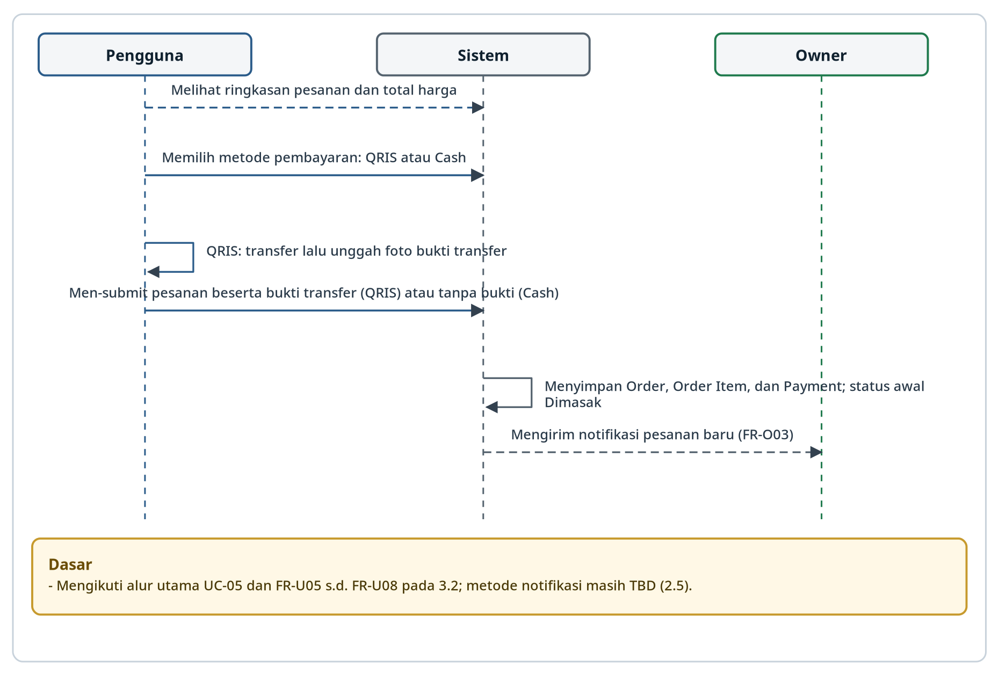 Pengguna
Sistem
Owner
Melihat ringkasan pesanan dan total harga
Memilih metode pembayaran: QRIS atau Cash
QRIS: transfer lalu unggah foto bukti transfer
Men-submit pesanan beserta bukti transfer (QRIS) atau tanpa bukti (Cash)
Menyimpan Order, Order Item, dan Payment; status awal
Dimasak
Mengirim notifikasi pesanan baru (FR-O03)
Dasar
- Mengikuti alur utama UC-05 dan FR-U05 s.d. FR-U08 pada 3.2; metode notifikasi masih TBD (2.5).